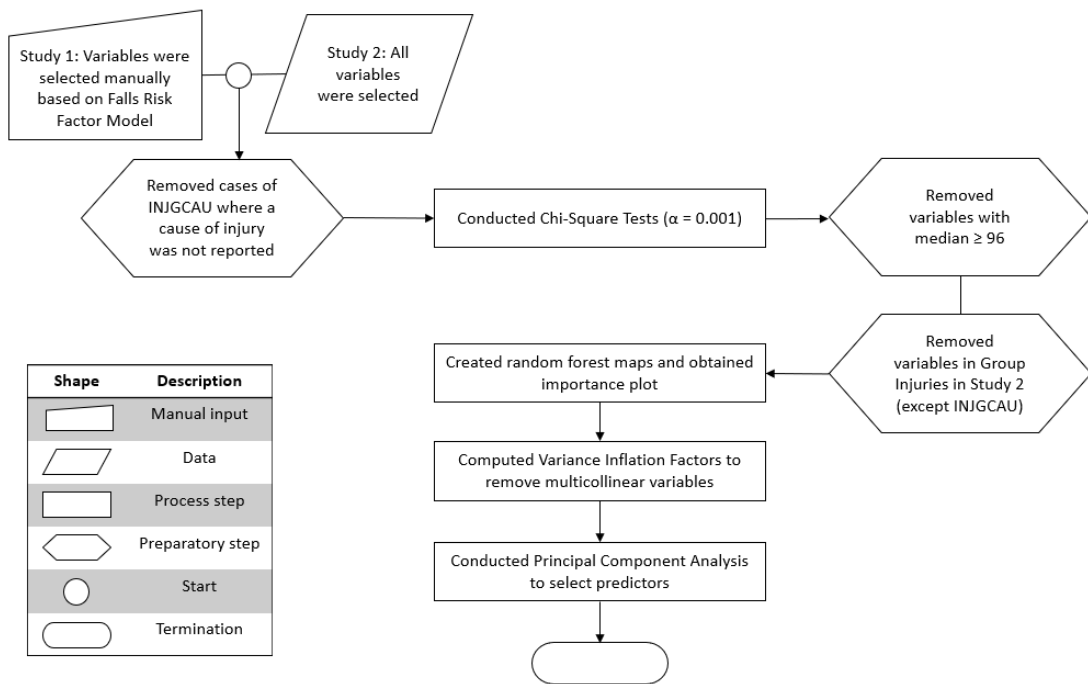 Study 1: Variables were
selected manually
based on Falls Risk
Factor Model
Study 2: All
variables
were selected
Removed cases of
INJGCAU where a
cause of injury
was not reported
Conducted Chi-Square Tests (α = 0.001)
Removed
variables with
median ≥ 96
Removed
variables in Group
Injuries in Study 2
(except INJGCAU)
Created random forest maps and obtained
importance plot
Computed Variance Inflation Factors to
remove multicollinear variables
Conducted Principal Component Analysis
to select predictors
Shape Description
Manual input
Data
Process step
Preparatory step
Start
Termination